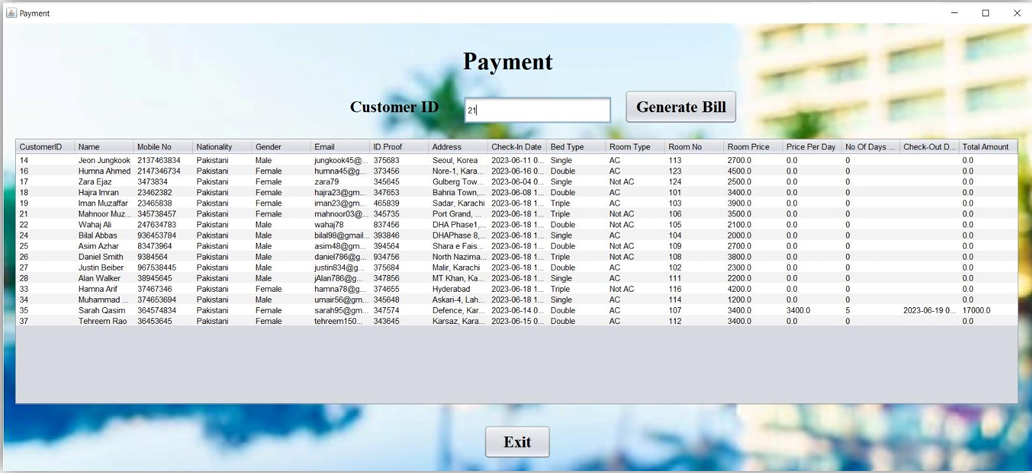 Payment
Payment
Customer ID 21 Generate Bill
CustomerID Name Mobile No Nationality Gender Email ID Proof Address Check-In Date Bed Type Room Type Room No Room Price Price Per Day No Of Days ... Check-Out D... Total Amount
14 Jeon Jungkook 2137463834 Pakistani Male jungkook45@... 375683 Seoul, Korea 2023-06-11 0... Single AC 113 2700.0 0.0 0 0.0
16 Humna Ahmed 2147346734 Pakistani Female humna45@g... 373456 Nore-1, Kara... 2023-06-16 0... Double AC 123 4500.0 0.0 0 0.0
17 Zara Ejaz 3473834 Pakistani Female zara79 345645 Gulberg Tow... 2023-06-04 0... Single Not AC 124 2500.0 0.0 0 0.0
18 Hajra Imran 23462382 Pakistani Female hajra23@gm... 347653 Bahria Town,... 2023-06-08 1... Double AC 101 3400.0 0.0 0 0.0
19 Iman Muzaffar 23465838 Pakistani Female iman23@gm... 465839 Sadar, Karachi 2023-06-18 1... Triple AC 103 3900.0 0.0 0 0.0
21 Mahnoor Muz... 345738457 Pakistani Female mahnoor03@... 345735 Port Grand, ... 2023-06-18 1... Triple Not AC 106 3500.0 0.0 0 0.0
22 Wahaj Ali 247634783 Pakistani Male wahaj78 837456 DHA Phase1,... 2023-06-18 1... Double Not AC 105 2100.0 0.0 0 0.0
24 Bilal Abbas 936453784 Pakistani Male bilal98@gmail... 393846 DHAPhase 8,... 2023-06-18 1... Single AC 104 2000.0 0.0 0 0.0
25 Asim Azhar 83473964 Pakistani Male asim48@gm... 394564 Shara e Fais... 2023-06-18 1... Double Not AC 109 2700.0 0.0 0 0.0
26 Daniel Smith 9384564 Pakistani Male daniel786@g... 934756 North Nazima... 2023-06-18 1... Triple Not AC 108 3800.0 0.0 0 0.0
27 Justin Beiber 967538445 Pakistani Male justin834@g... 375684 Malir, Karachi 2023-06-18 1... Double AC 102 2300.0 0.0 0 0.0
28 Alan Walker 38945645 Pakistani Male jAlan786@g... 347856 MT Khan, Ka... 2023-06-18 1... Single AC 111 2200.0 0.0 0 0.0
33 Hamna Arif 37467346 Pakistani Female hamna78@g... 374655 Hyderabad 2023-06-18 1... Triple Not AC 116 4200.0 0.0 0 0.0
34 Muhammad ... 374653694 Pakistani Male umair56@gm... 345648 Askari-4, Lah... 2023-06-18 1... Single AC 114 1200.0 0.0 0 0.0
35 Sarah Qasim 364574834 Pakistani Female sarah95@gm... 347574 Defence, Kar... 2023-06-14 0... Double AC 107 3400.0 3400.0 5 2023-06-19 0... 17000.0
37 Tehreem Rao 36453645 Pakistani Female tehreem150... 343645 Karsaz, Kara... 2023-06-15 0... Double AC 112 3400.0 0.0 0 0.0
Exit